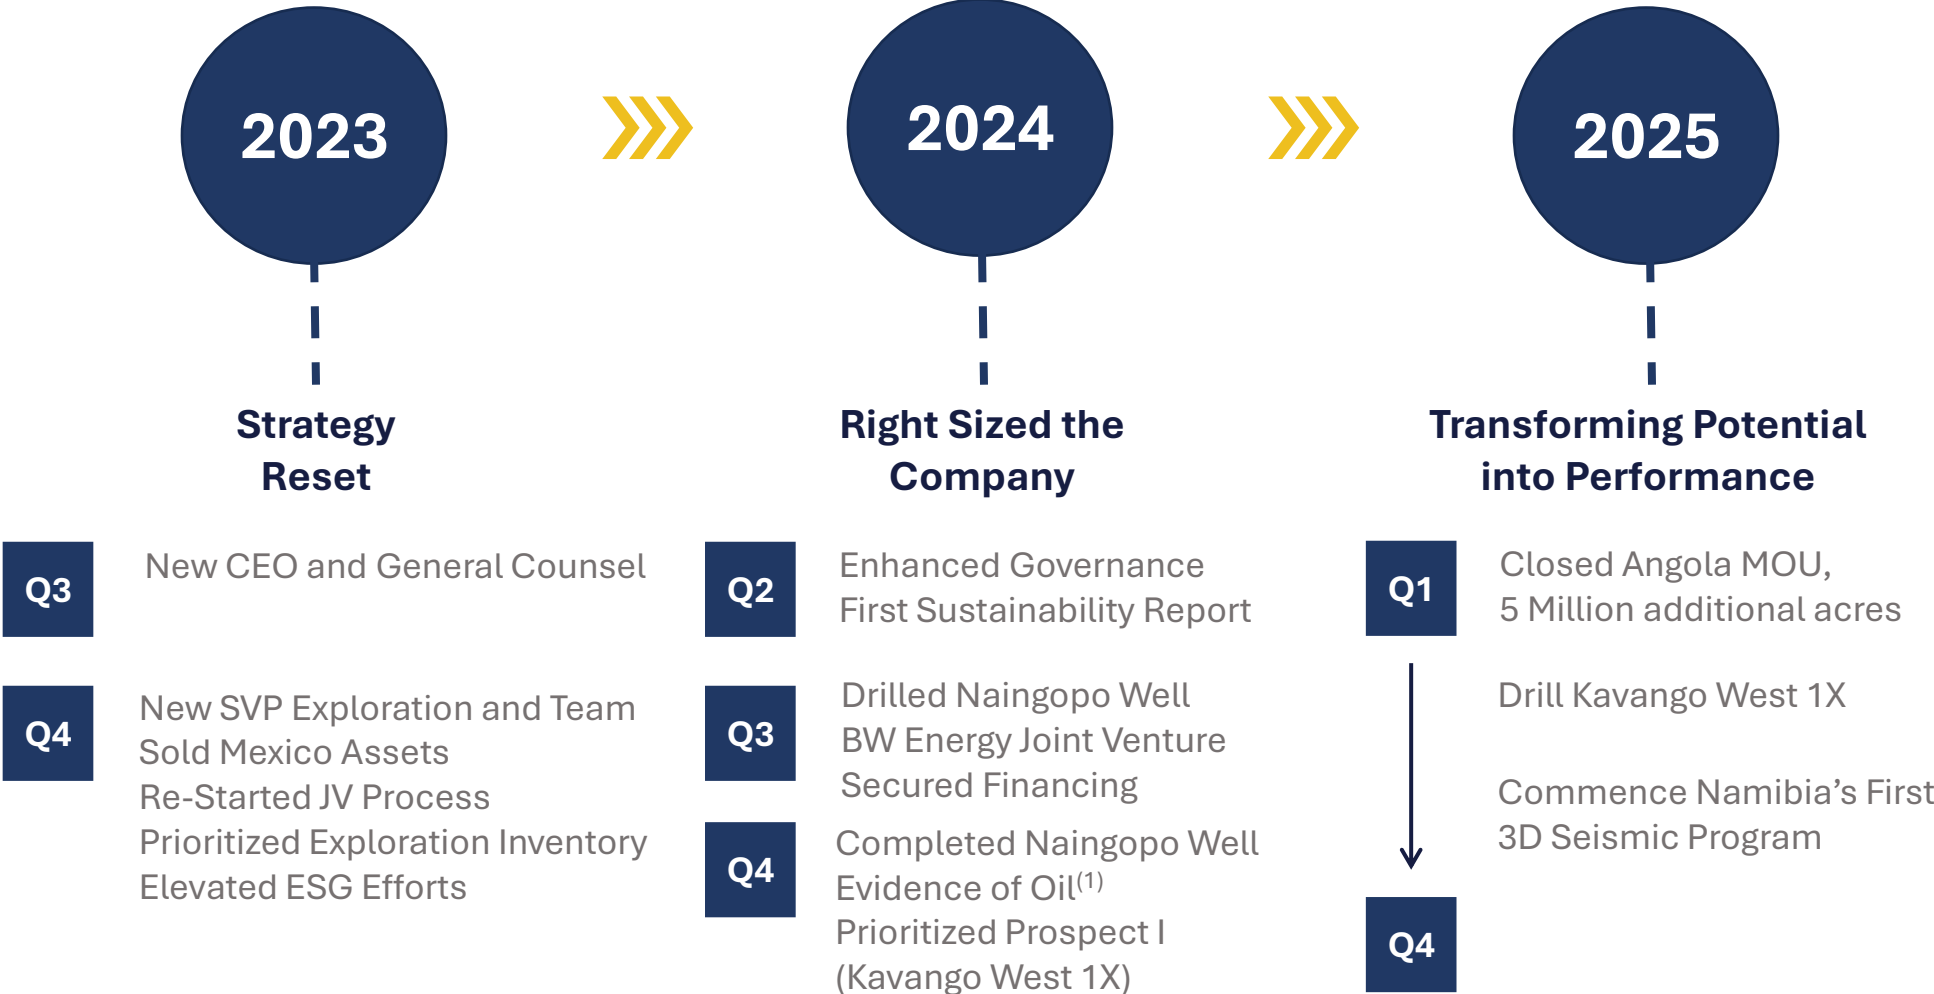 2023
Strategy
Reset
Q3
New CEO and General Counsel
Q4
New SVP Exploration and Team
Sold Mexico Assets
Re-Started JV Process
Prioritized Exploration Inventory
Elevated ESG Efforts
2024
Right Sized the
Company
Q2
Enhanced Governance
First Sustainability Report
Q3
Drilled Naingopo Well
BW Energy Joint Venture
Secured Financing
Q4
Completed Naingopo Well
Evidence of Oil(1)
Prioritized Prospect I
(Kavango West 1X)
2025
Transforming Potential
into Performance
Q1
Closed Angola MOU,
5 Million additional acres
Drill Kavango West 1X
Commence Namibia’s First
3D Seismic Program
Q4